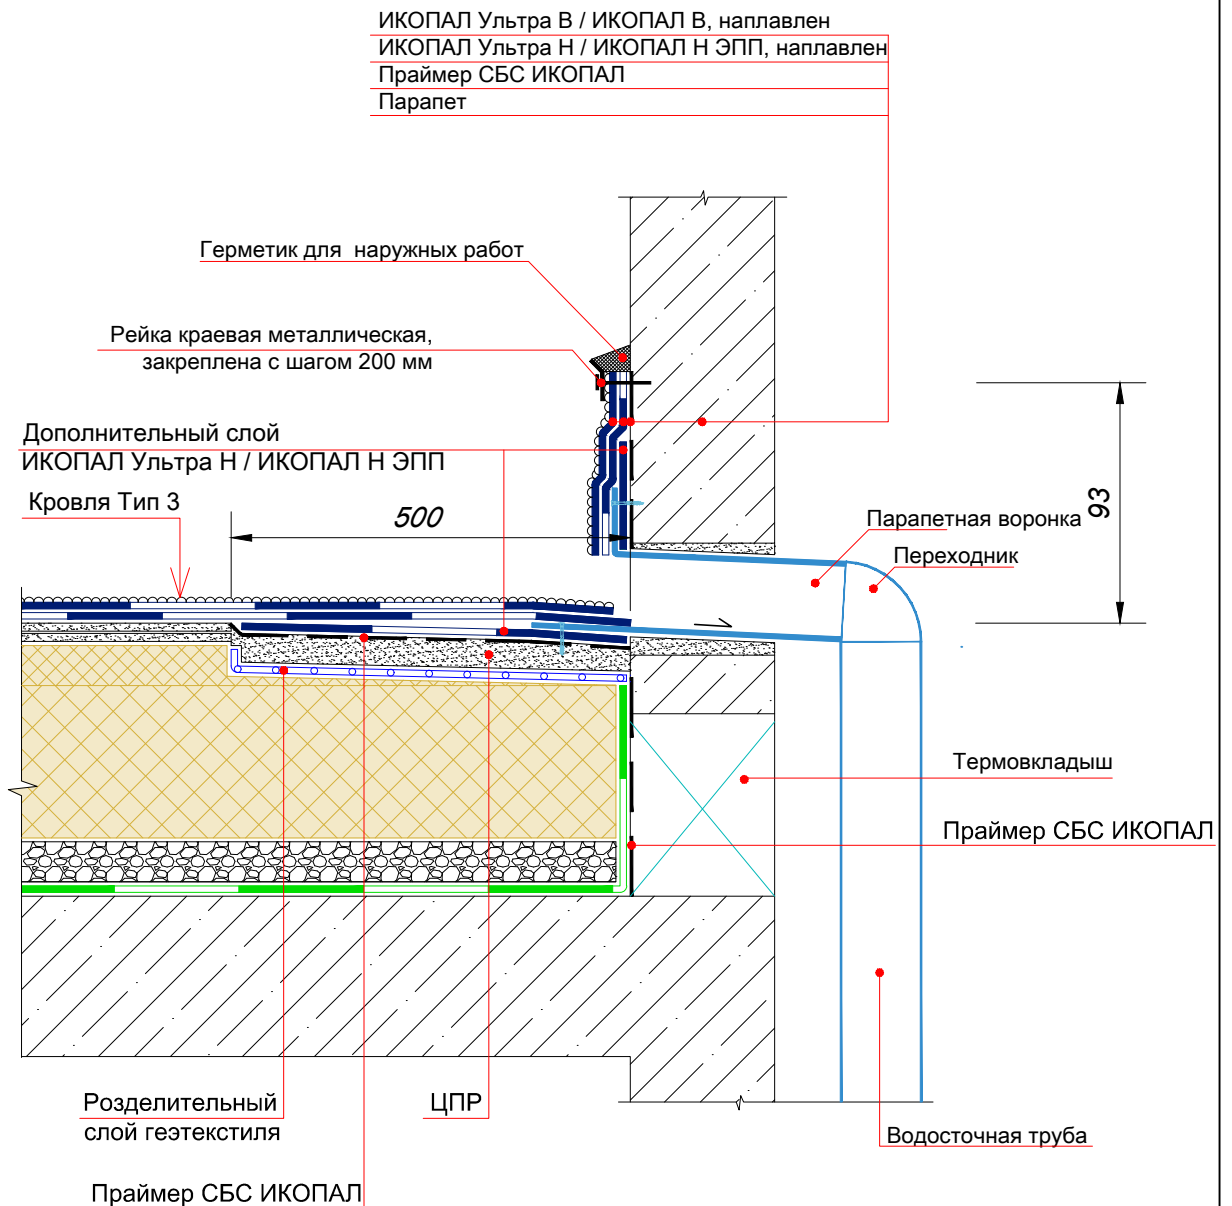 ИКОПАЛ Ультра В / ИКОПАЛ В, наплавлен
ИКОПАЛ Ультра Н / ИКОПАЛ Н ЭПП, наплавлен
Праймер СБС ИКОПАЛ
Парапет
Герметик для наружных работ
Рейка краевая металлическая,
закреплена с шагом 200 мм
Дополнительный слой
ИКОПАЛ Ультра Н / ИКОПАЛ Н ЭПП
Кровля Тип 3
500
93
Парапетная воронка
Переходник
Термовкладыш
Праймер СБС ИКОПАЛ
Розделительный
слой геэтекстиля
ЦПР
Водосточная труба
Праймер СБС ИКОПАЛ